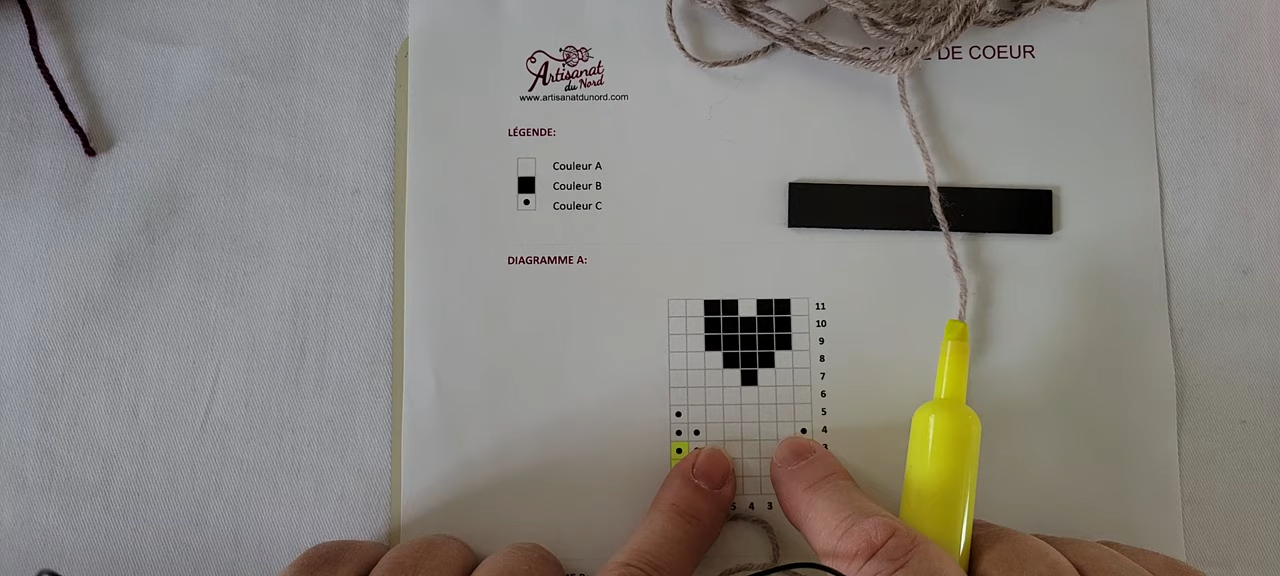 Artisanat
du Nord
www.artisanatdunord.com
DE COEUR
LÉGENDE:
Couleur A
Couleur B
Couleur C
DIAGRAMME A:
11
10
9
8
7
6
5
4
3
5 4 3